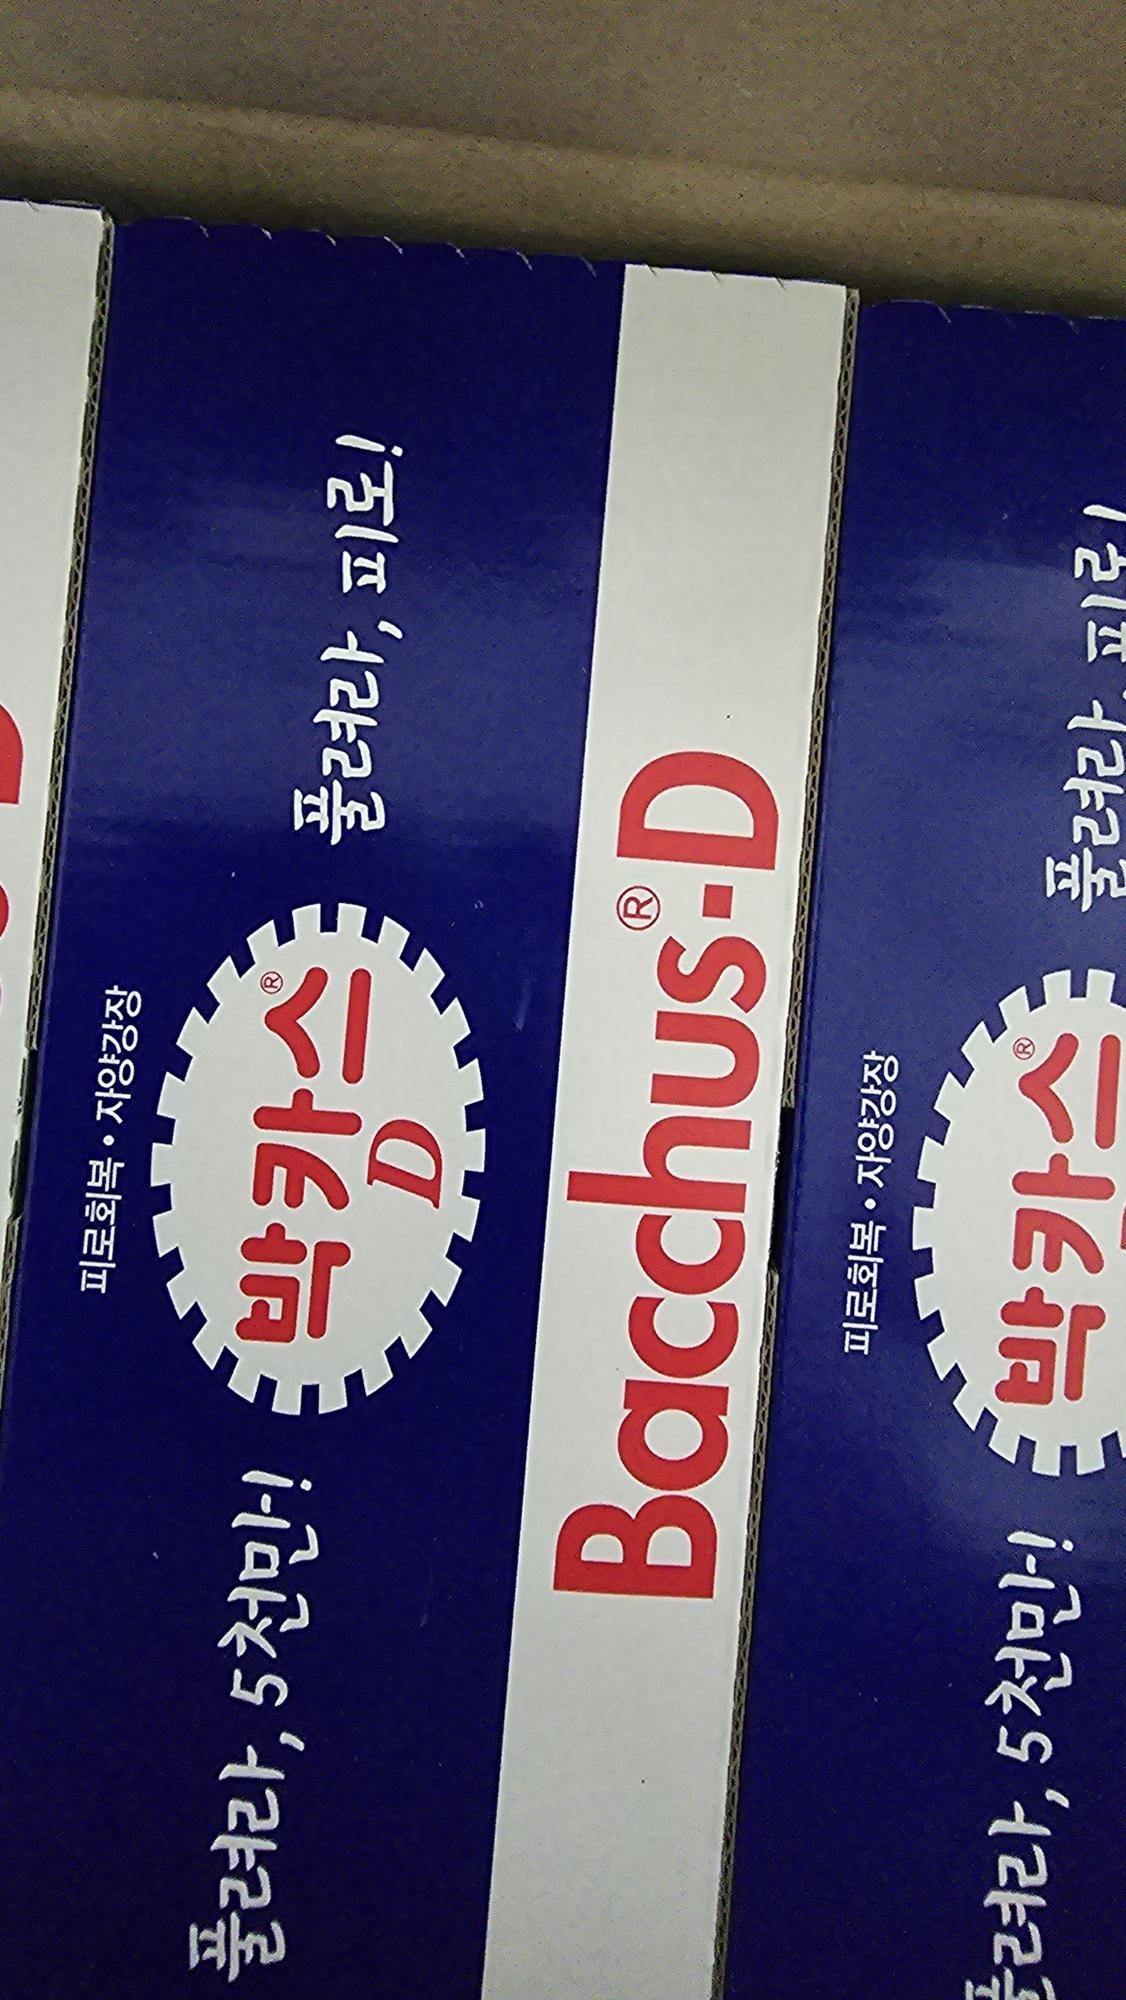 피로회복 • 자양강장
풀려라, 5천만! 박카스® D 풀려라, 피로!
Bacchus®-D
피로회복 • 자양강장
풀려라, 5천만! 박카스® 풀려라, 피로!